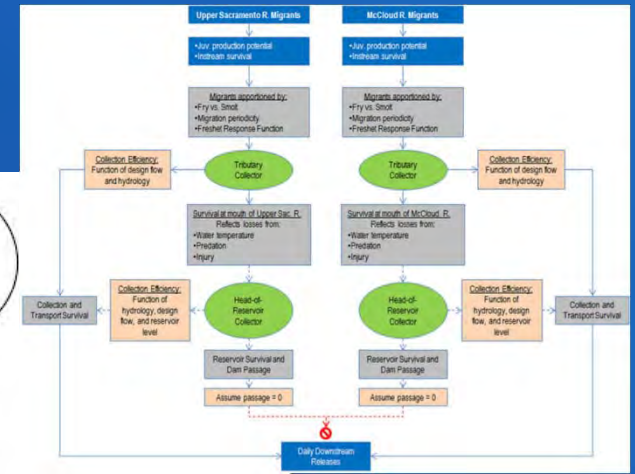 Upper Sacramento R. Migrants
•Juv. production potential
•Instream survival
Migrants apportioned by:
•Fry vs. Smolt
•Migration periodicity
•Freshet Response Function
Collection Efficiency:
Function of design flow
and hydrology
Tributary
Collector
Survival at mouth of Upper Sac. R.
Reflects losses from:
•Water temperature
•Predation
•Injury
Collection and
Transport Survival
Collection Efficiency:
Function of
hydrology, design
flow, and reservoir
level
Head-of-
Reservoir
Collector
Reservoir Survival and
Dam Passage
Assume passage = 0
McCloud R. Migrants
•Juv. production potential
•Instream survival
Migrants apportioned by:
•Fry vs. Smolt
•Migration periodicity
•Freshet Response Function
Tributary
Collector
Collection Efficiency:
Function of design flow
and hydrology
Survival at mouth of McCloud R.
Reflects losses from:
•Water temperature
•Predation
•Injury
Head-of-
Reservoir
Collector
Collection Efficiency:
Function of
hydrology, design
flow, and reservoir
level
Collection and
Transport Survival
Reservoir Survival and
Dam Passage
Assume passage = 0
Daily Downstream
Releases